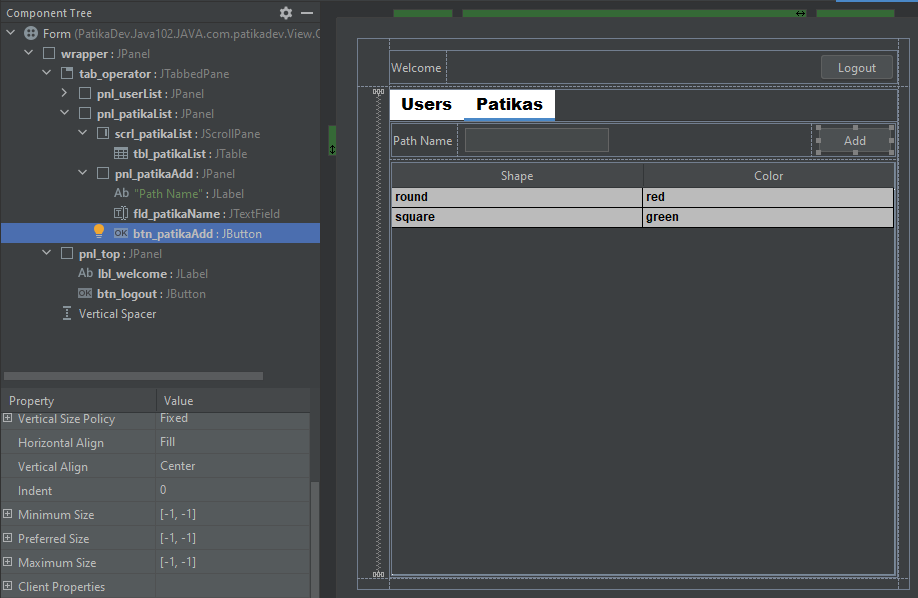 Component Tree
Form (PatikaDev.Java102.JAVA.com.patikadev.View.O
wrapper : JPanel
tab_operator : JTabbedPane
pnl_userList : JPanel
pnl_patikaList : JPanel
scrl_patikaList : JScrollPane
tbl_patikaList : JTable
pnl_patikaAdd : JPanel
Ab "Path Name" : JLabel
fld_patikaName : JTextField
OK btn_patikaAdd : JButton
pnl_top : JPanel
Ab lbl_welcome : JLabel
OK btn_logout : JButton
Vertical Spacer
Property Value
Vertical Size Policy Fixed
Horizontal Align Fill
Vertical Align Center
Indent 0
Minimum Size [-1, -1]
Preferred Size [-1, -1]
Maximum Size [-1, -1]
Client Properties
Welcome Logout
Users Patikas
Path Name Add
Shape Color
round red
square green